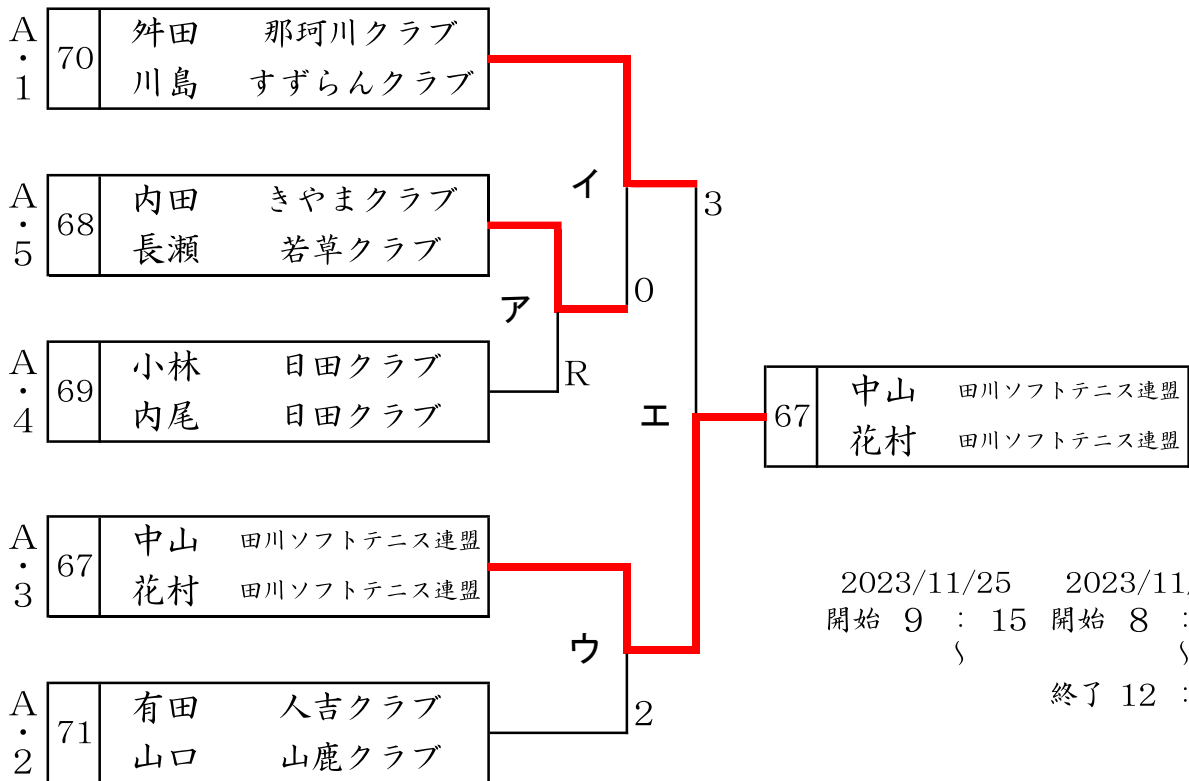 A・1 70 舛田 那珂川クラブ
川島 すずらんクラブ
イ
3
A・5 68 内田 きやまクラブ
長瀬 若草クラブ
0
ア
A・4 69 小林 日田クラブ
内尾 日田クラブ
R
エ
67 中山 田川ソフトテニス連盟
花村 田川ソフトテニス連盟
A・3 67 中山 田川ソフトテニス連盟
花村 田川ソフトテニス連盟
2023/11/25 2023/11/
開始 9 : 15 開始 8 :
~ ~
終了 12 :
ウ
2
A・2 71 有田 人吉クラブ
山口 山鹿クラブ